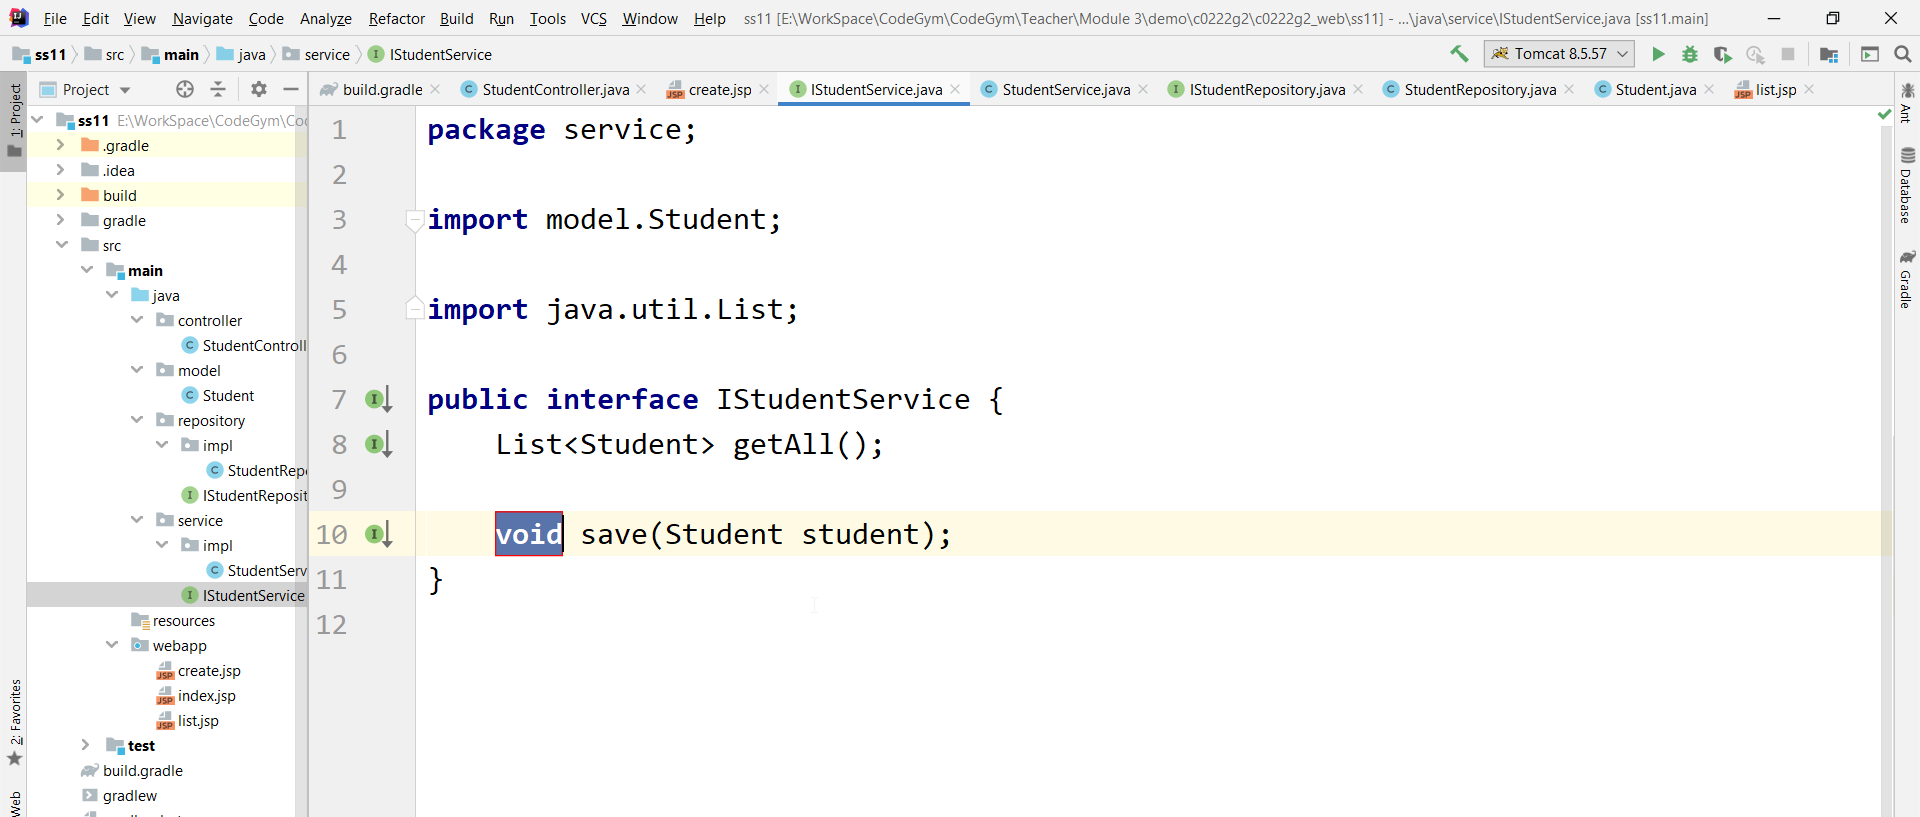 File Edit View Navigate Code Analyze Refactor Build Run Tools VCS Window Help ss11 [E:\WorkSpace\CodeGym\CodeGym\Teacher\Module 3\demo\c0222g2\c0222g2_web\ss11] - ...\java\service\IStudentService.java [ss11.main]
ss11 src main java service I IStudentService Tomcat 8.5.57
1: Project
Project
build.gradle C StudentController.java JSP create.jsp I IStudentService.java C StudentService.java I IStudentRepository.java C StudentRepository.java C Student.java JSP list.jsp
ss11 E:\WorkSpace\CodeGym\Co
.gradle
.idea
build
gradle
src
main
java
controller
C StudentControll
model
C Student
repository
impl
C StudentRep
I IStudentReposit
service
impl
C StudentServ
I IStudentService
resources
webapp
JSP create.jsp
JSP index.jsp
JSP list.jsp
test
build.gradle
gradlew
2: Favorites
Web
1 package service;
2
3 import model.Student;
4
5 import java.util.List;
6
7 public interface IStudentService {
8 List<Student> getAll();
9
10 void save(Student student);
11 }
12
Ant
Database
Gradle